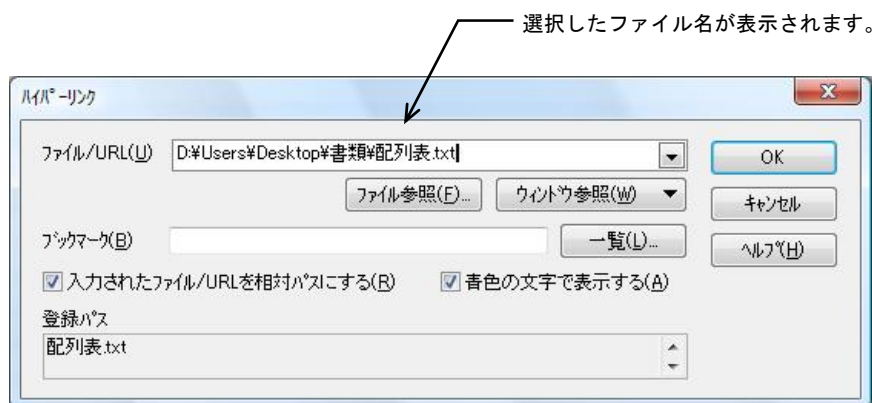 選択したファイル名が表示されます。
ﾊｲﾊﾟｰﾘﾝｸ
ﾌｧｲﾙ/URL(U) D:¥Users¥Desktop¥書類¥配列表.txt OK
ﾌｧｲﾙ参照(F)... ｳｨﾝﾄﾞｳ参照(W) ｷｬﾝｾﾙ
ﾌﾞｯｸﾏｰｸ(B) 一覧(L)... ﾍﾙﾌﾟ(H)
入力されたﾌｧｲﾙ/URLを相対ﾊﾟｽにする(R) 青色の文字で表示する(A)
登録ﾊﾟｽ
配列表.txt